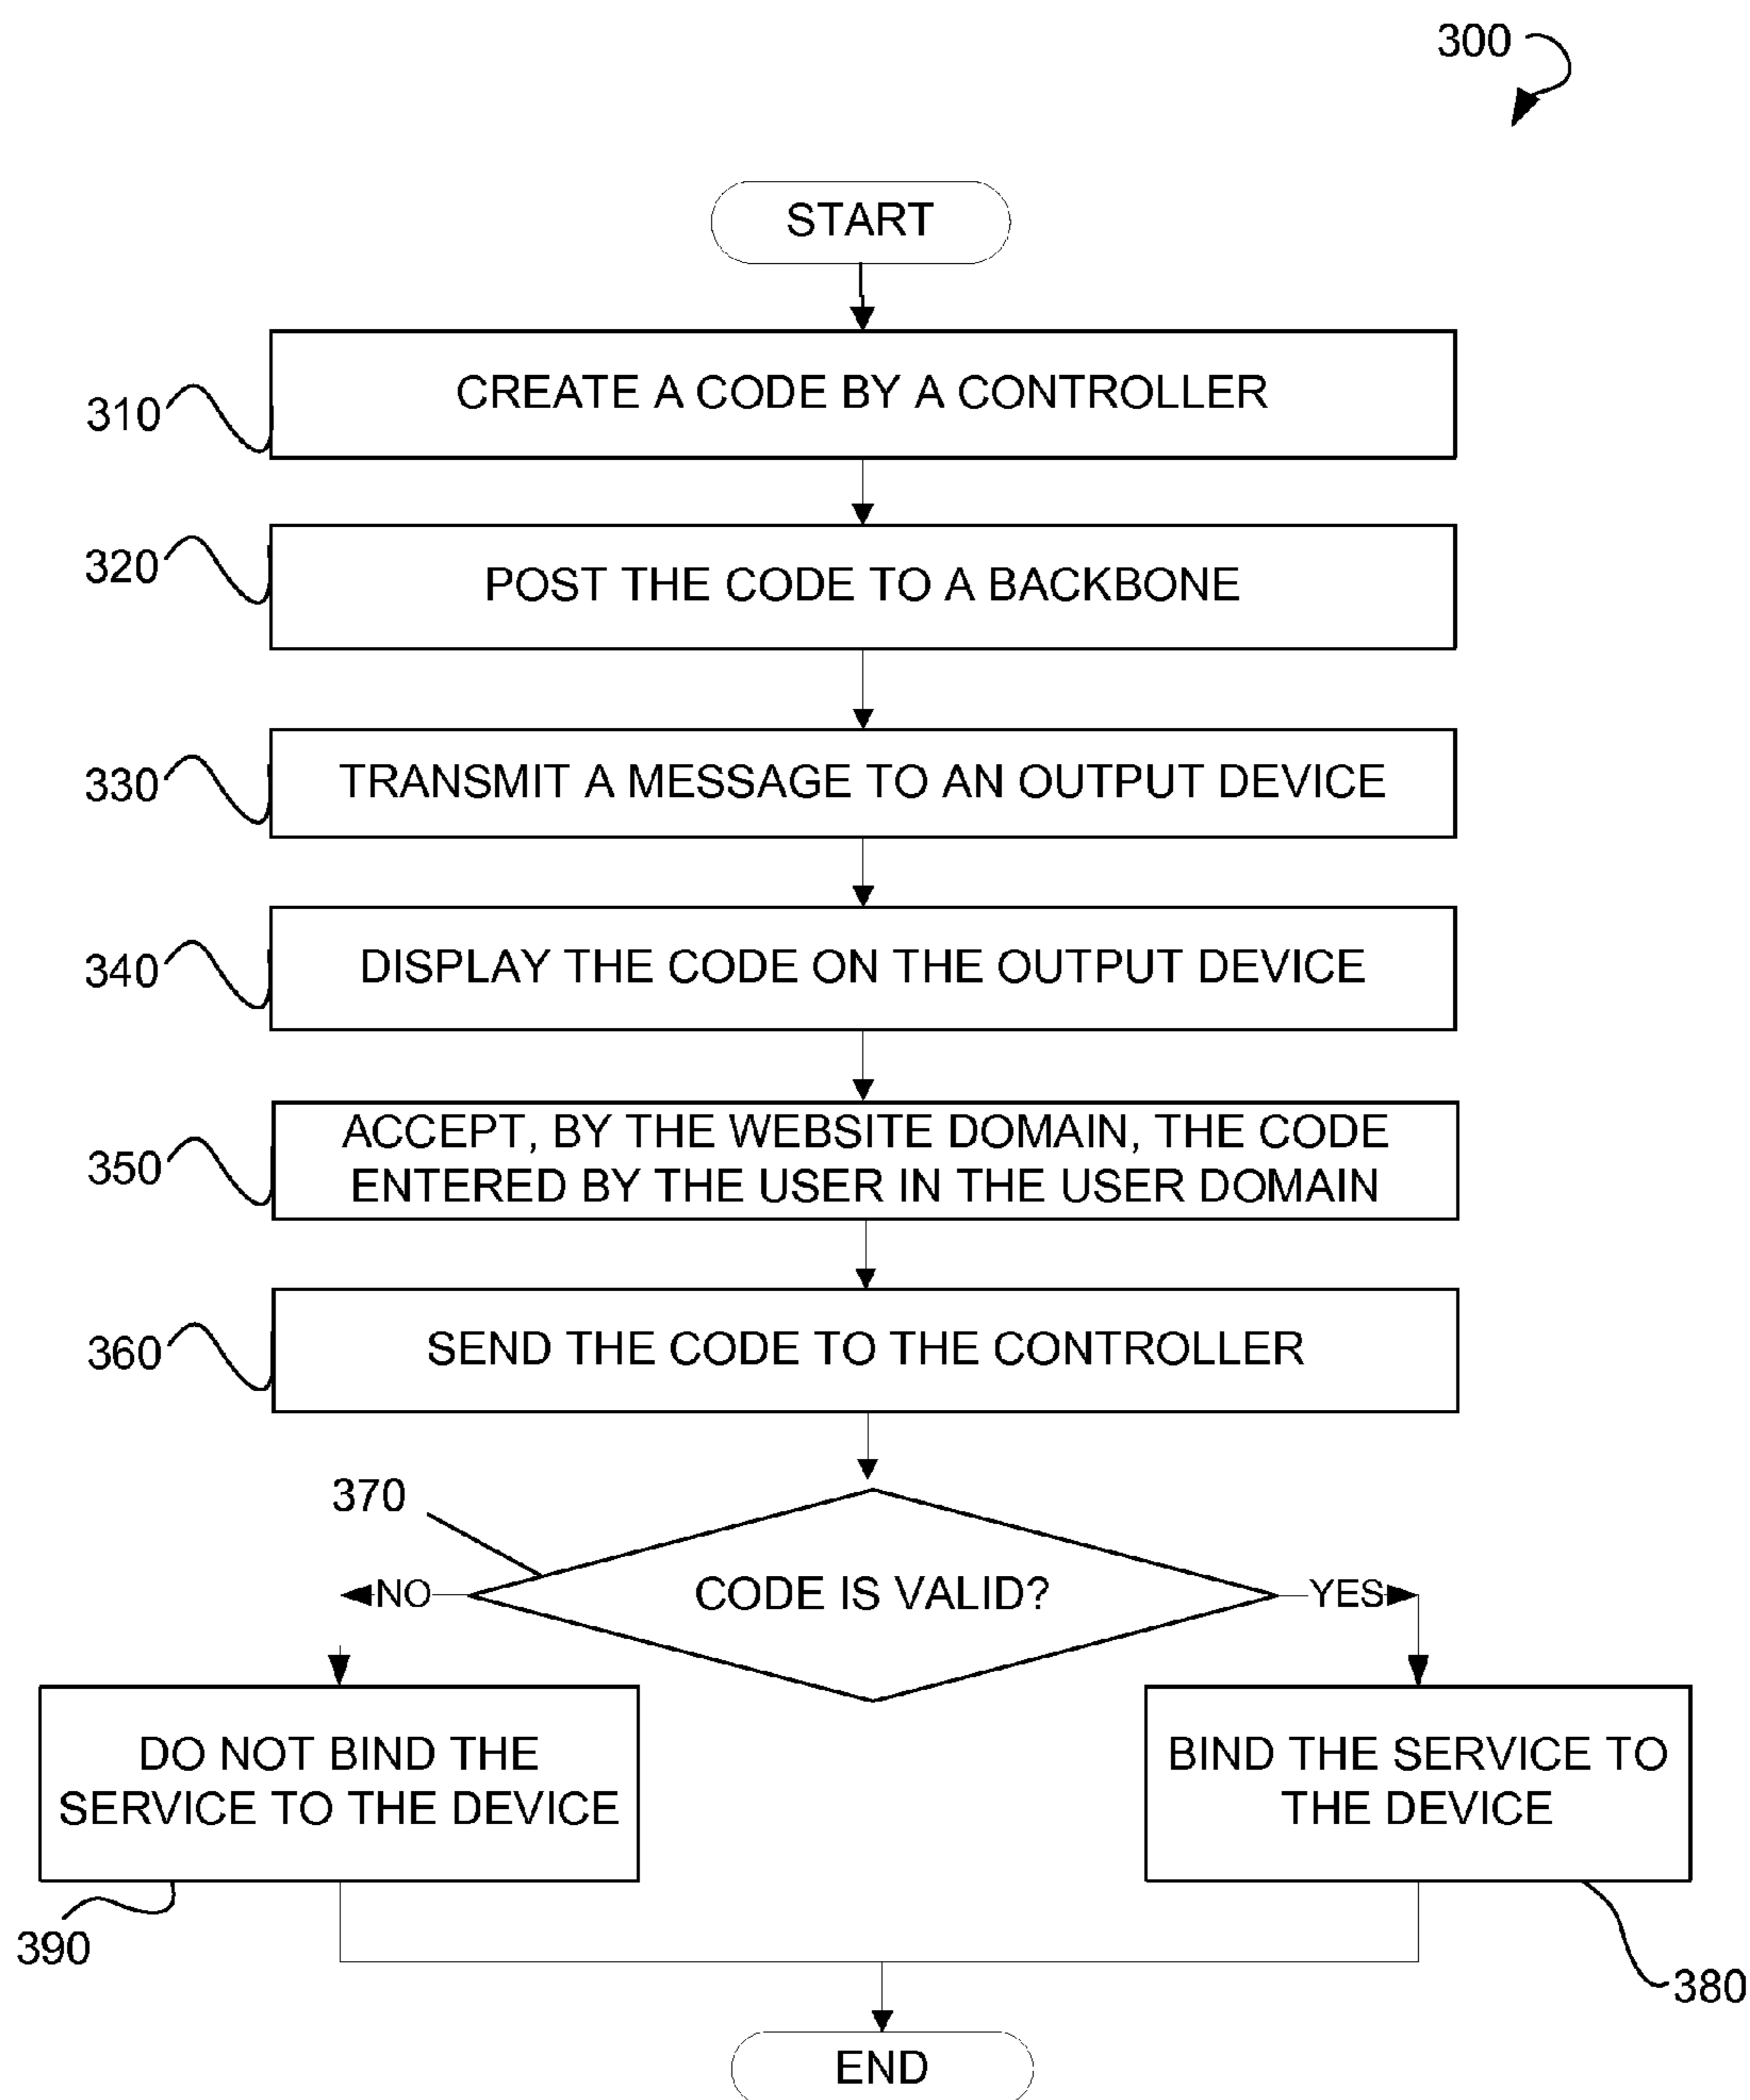 300
START
310
CREATE A CODE BY A CONTROLLER
320
POST THE CODE TO A BACKBONE
330
TRANSMIT A MESSAGE TO AN OUTPUT DEVICE
340
DISPLAY THE CODE ON THE OUTPUT DEVICE
350
ACCEPT, BY THE WEBSITE DOMAIN, THE CODE
ENTERED BY THE USER IN THE USER DOMAIN
360
SEND THE CODE TO THE CONTROLLER
370
CODE IS VALID?
NO
YES
DO NOT BIND THE
SERVICE TO THE DEVICE
BIND THE SERVICE TO
THE DEVICE
390
380
END